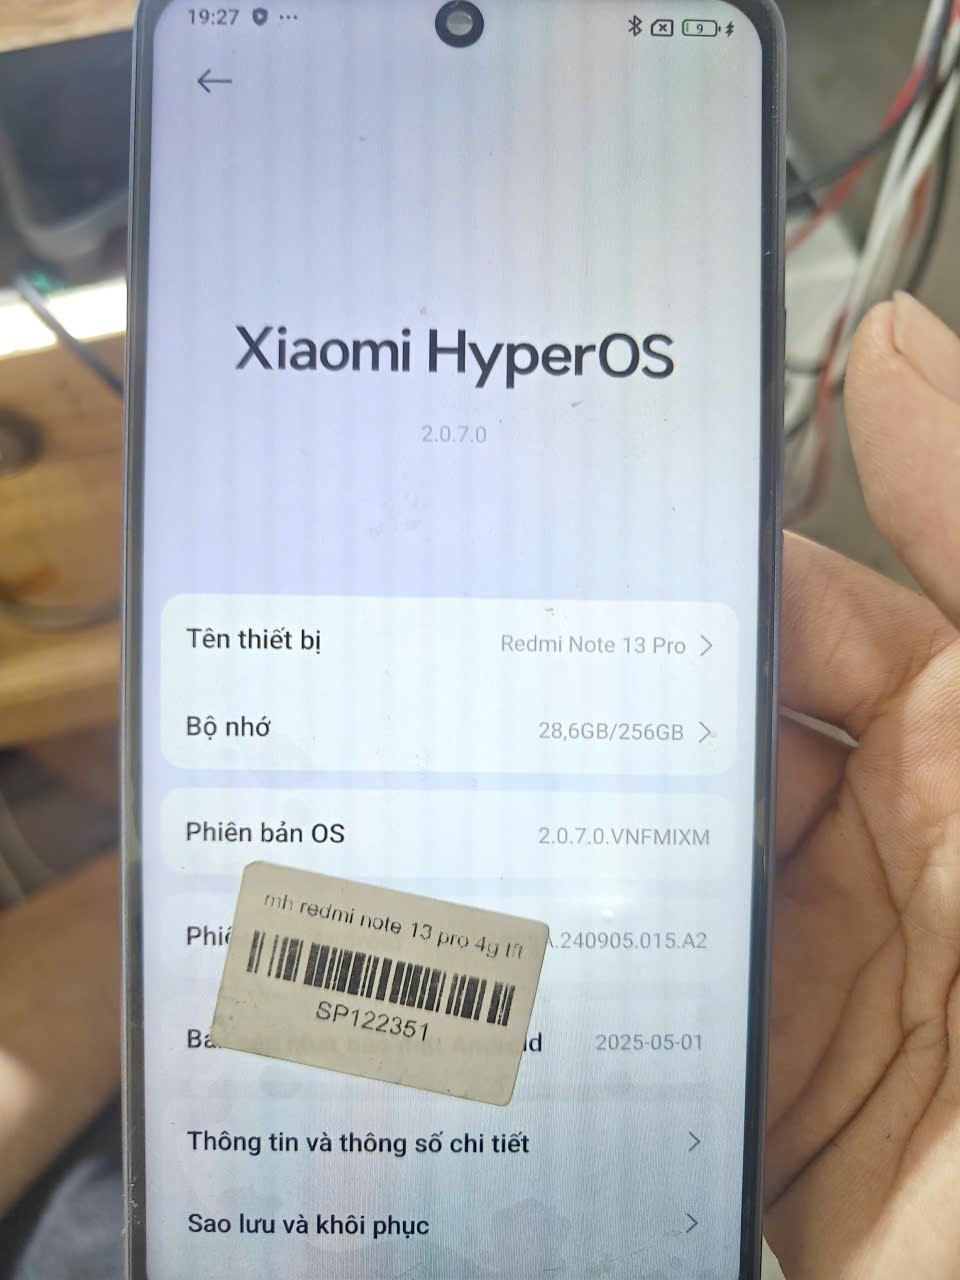 19:27
9
Xiaomi HyperOS
2.0.7.0
Tên thiết bị
Redmi Note 13 Pro
Bộ nhớ
28,6GB/256GB
Phiên bản OS
2.0.7.0.VNFMIXM
mh redmi note 13 pro 4g tft
SP122351
.240905.015.A2
2025-05-01
Thông tin và thông số chi tiết
Sao lưu và khôi phục